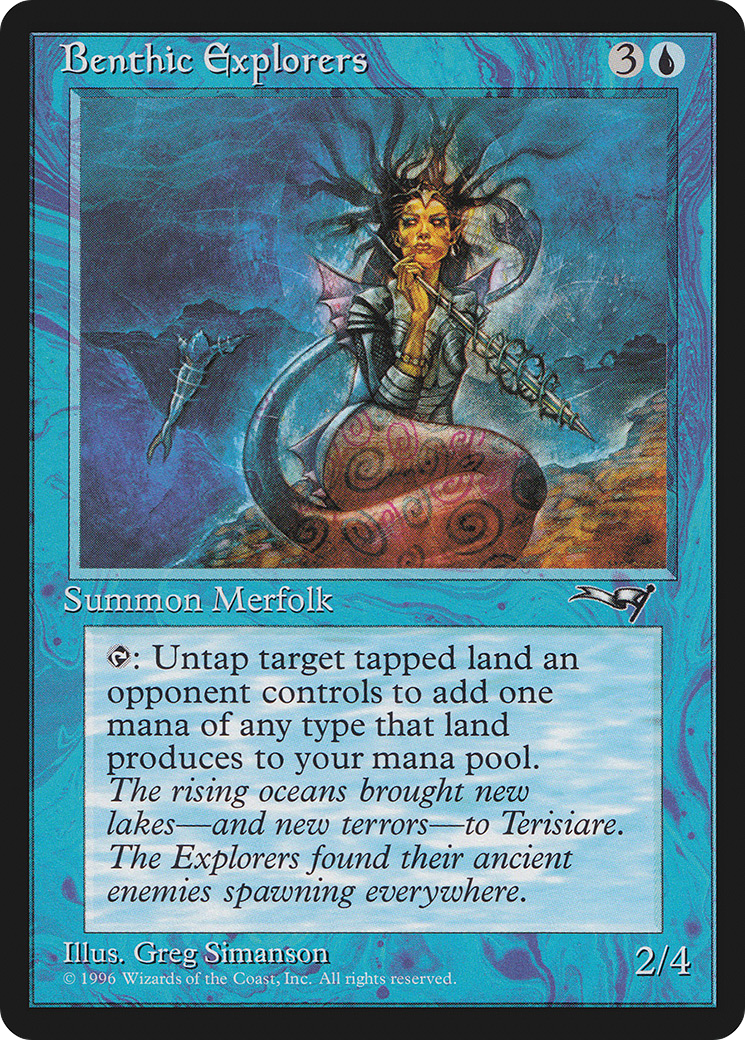 Benthic Explorers
3
Summon Merfolk
: Untap target tapped land an
opponent controls to add one
mana of any type that land
produces to your mana pool.
The rising oceans brought new
lakes—and new terrors—to Terisiare.
The Explorers found their ancient
enemies spawning everywhere.
Illus. Greg Simanson
© 1996 Wizards of the Coast, Inc. All rights reserved.
2/4